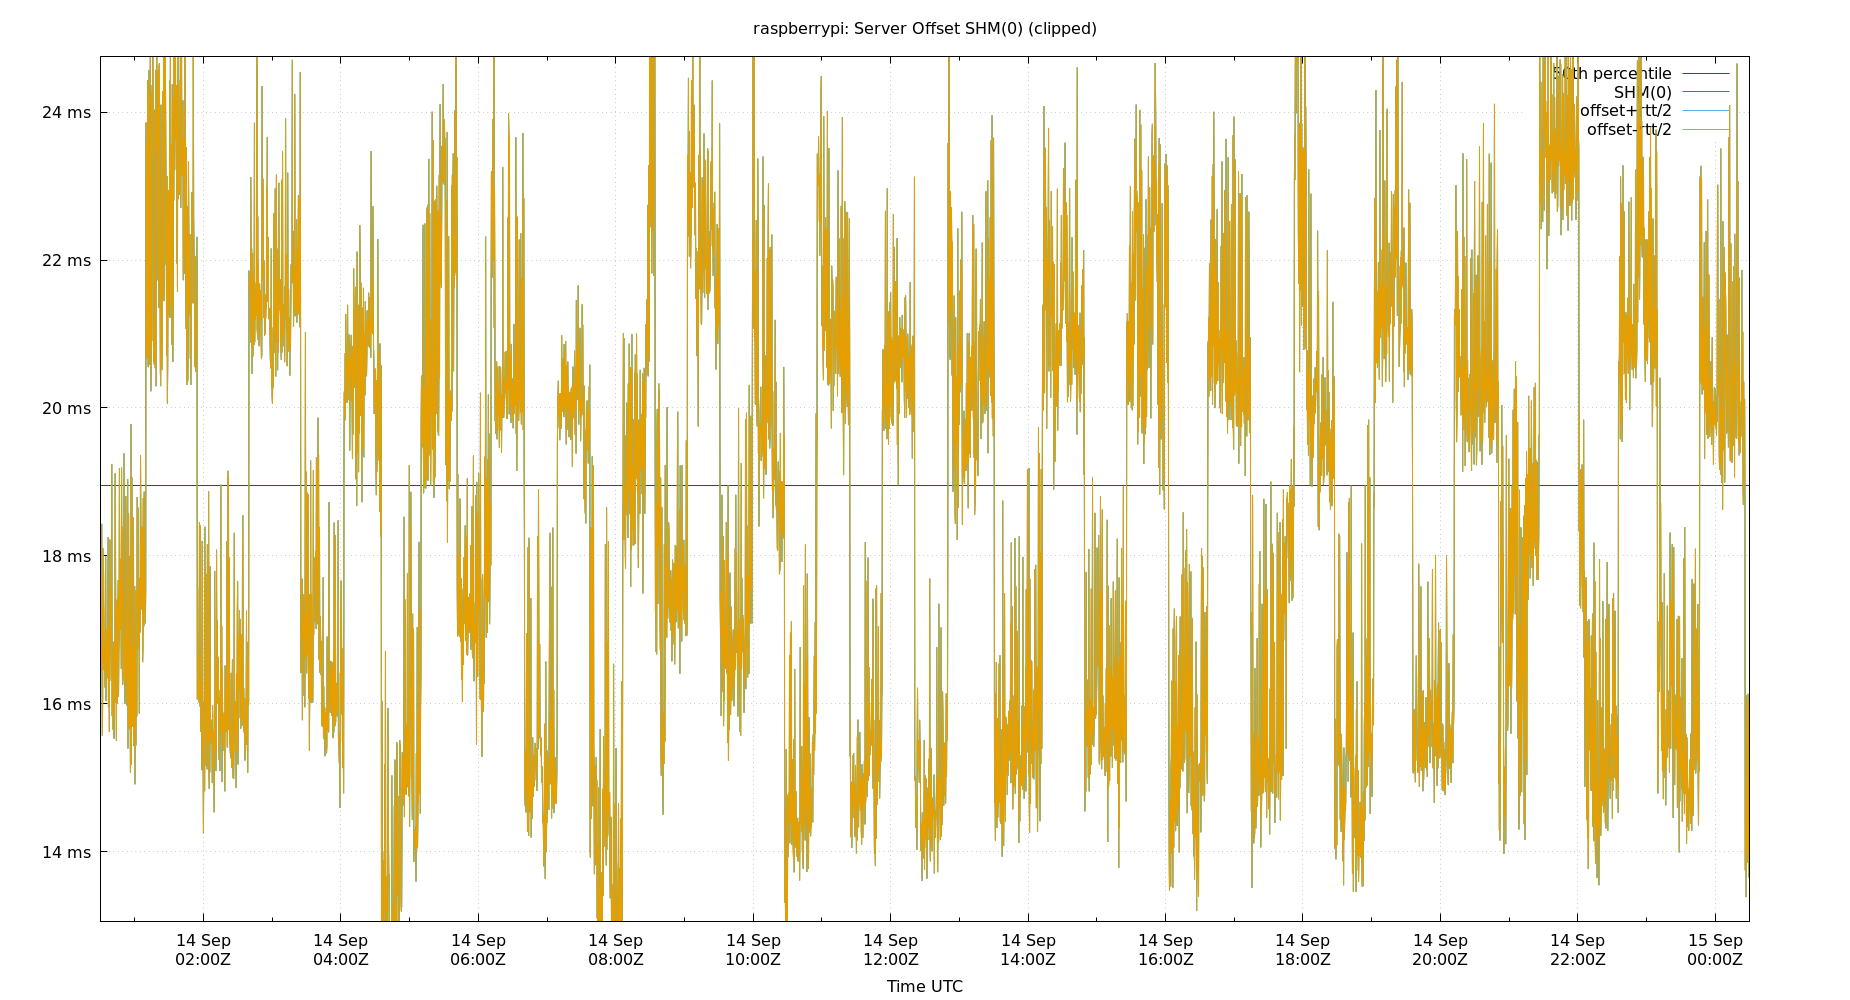 raspberrypi: Server Offset SHM(0) (clipped)
50th percentile
SHM(0)
offset+rtt/2
offset-rtt/2
24 ms
22 ms
20 ms
18 ms
16 ms
14 ms
14 Sep 14 Sep 14 Sep 14 Sep 14 Sep 14 Sep 14 Sep 14 Sep 14 Sep 14 Sep 14 Sep 15 Sep
02:00Z 04:00Z 06:00Z 08:00Z 10:00Z 12:00Z 14:00Z 16:00Z 18:00Z 20:00Z 22:00Z 00:00Z
Time UTC